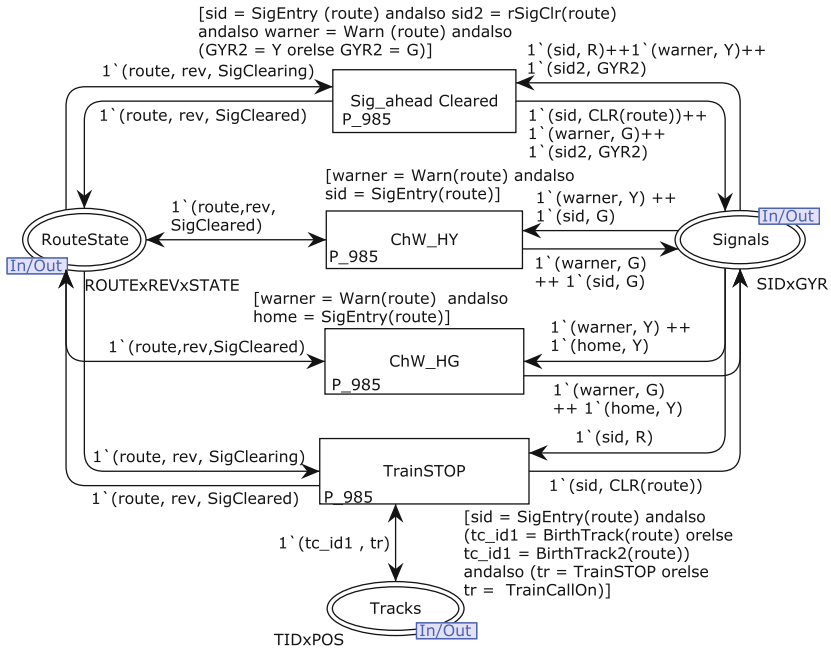 [sid = SigEntry (route) andalso sid2 = rSigClr(route)
andalso warner = Warn (route) andalso
(GYR2 = Y orelse GYR2 = G)]
1`(sid, R)++1`(warner, Y)++
1`(sid2, GYR2)
1`(route, rev, SigClearing)
Sig_ahead Cleared
P_985
1`(route, rev, SigCleared)
1`(sid, CLR(route))++
1`(warner, G)++
1`(sid2, GYR2)
[warner = Warn(route) andalso
sid = SigEntry(route)]
1`(route,rev,
SigCleared)
1`(warner, Y) ++
1`(sid, G)
ChW_HY
P_985
RouteState
In/Out
ROUTExREVxSTATE
Signals
In/Out
SIDxGYR
1`(warner, G)
++ 1`(sid, G)
[warner = Warn(route)  andalso
home = SigEntry(route)]
1`(route,rev,SigCleared)
ChW_HG
P_985
1`(warner, Y) ++
1`(home, Y)
1`(warner, G)
++ 1`(home, Y)
1`(sid, R)
1`(route, rev, SigClearing)
TrainSTOP
P_985
1`(route, rev, SigCleared)
1`(sid, CLR(route))
[sid = SigEntry(route) andalso
(tc_id1 = BirthTrack(route) orelse
tc_id1 = BirthTrack2(route))
andalso (tr = TrainSTOP orelse
tr =  TrainCallOn)]
1`(tc_id1 , tr)
Tracks
In/Out
TIDxPOS